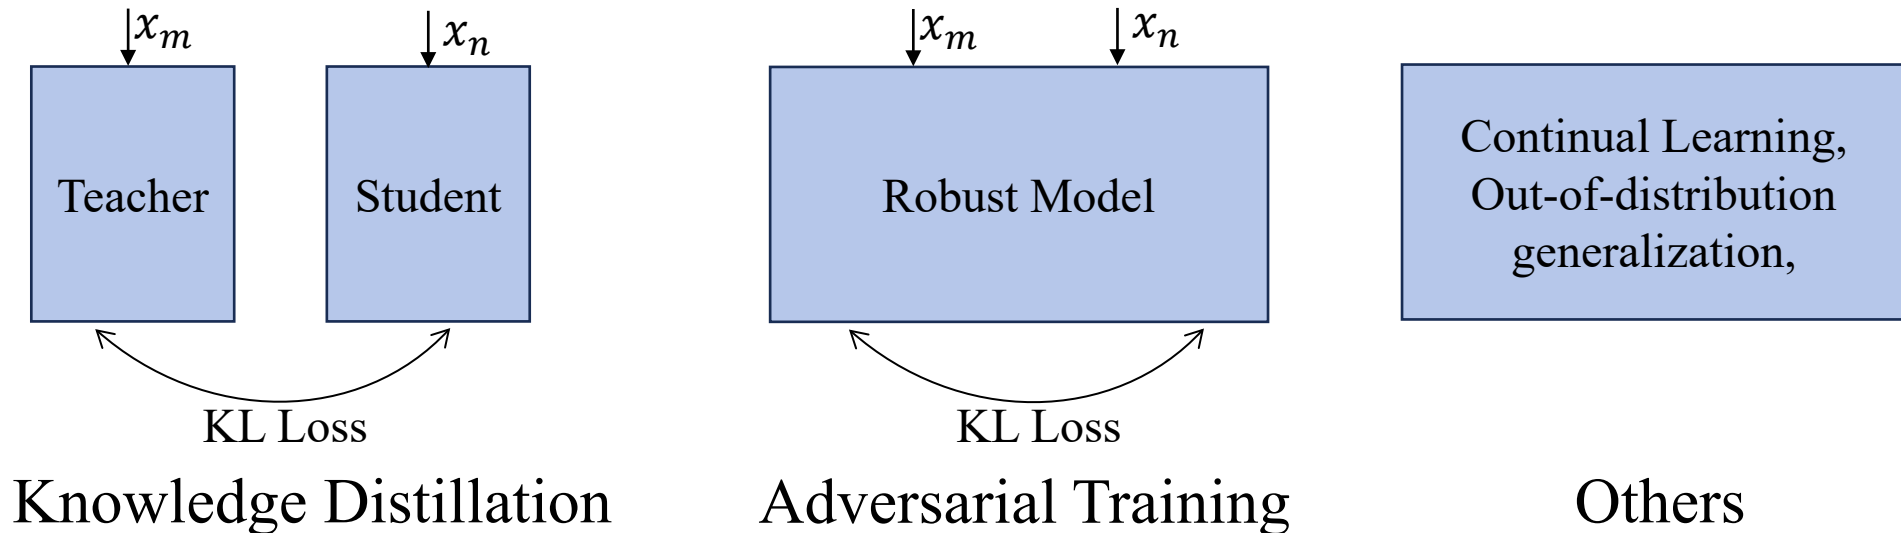 x_m
x_n
Teacher
Student
KL Loss
Knowledge Distillation
x_m
x_n
Robust Model
KL Loss
Adversarial Training
Continual Learning,
Out-of-distribution
generalization,
Others